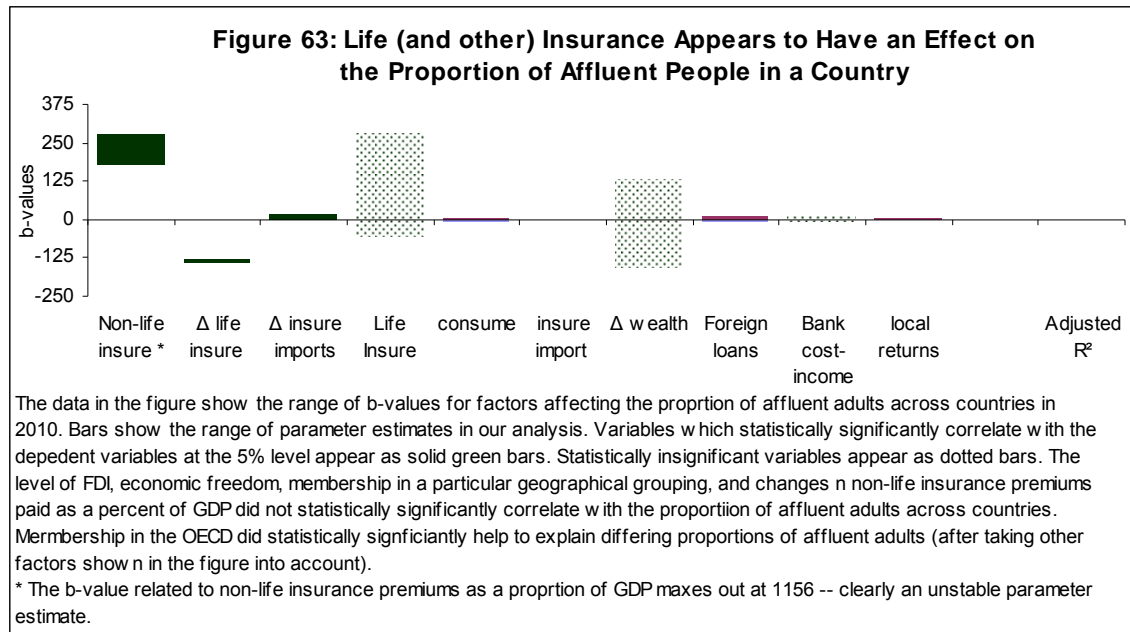 Figure 63: Life (and other) Insurance Appears to Have an Effect on
the Proportion of Affluent People in a Country
375
250
125
0
-125
-250
b-values
Non-life insure *
Δ life insure
Δ insure imports
Life Insure
consume
insure import
Δ wealth
Foreign loans
Bank cost-income
local returns
Adjusted R²
The data in the figure show the range of b-values for factors affecting the proprtion of affluent adults across countries in
2010. Bars show the range of parameter estimates in our analysis. Variables which statistically significantly correlate with the
depedent variables at the 5% level appear as solid green bars. Statistically insignificant variables appear as dotted bars. The
level of FDI, economic freedom, membership in a particular geographical grouping, and changes n non-life insurance premiums
paid as a percent of GDP did not statistically significantly correlate with the proportiion of affluent adults across countries.
Mermbership in the OECD did statistically signficiantly help to explain differing proportions of affluent adults (after taking other
factors shown in the figure into account).
* The b-value related to non-life insurance premiums as a proprtion of GDP maxes out at 1156 -- clearly an unstable parameter
estimate.